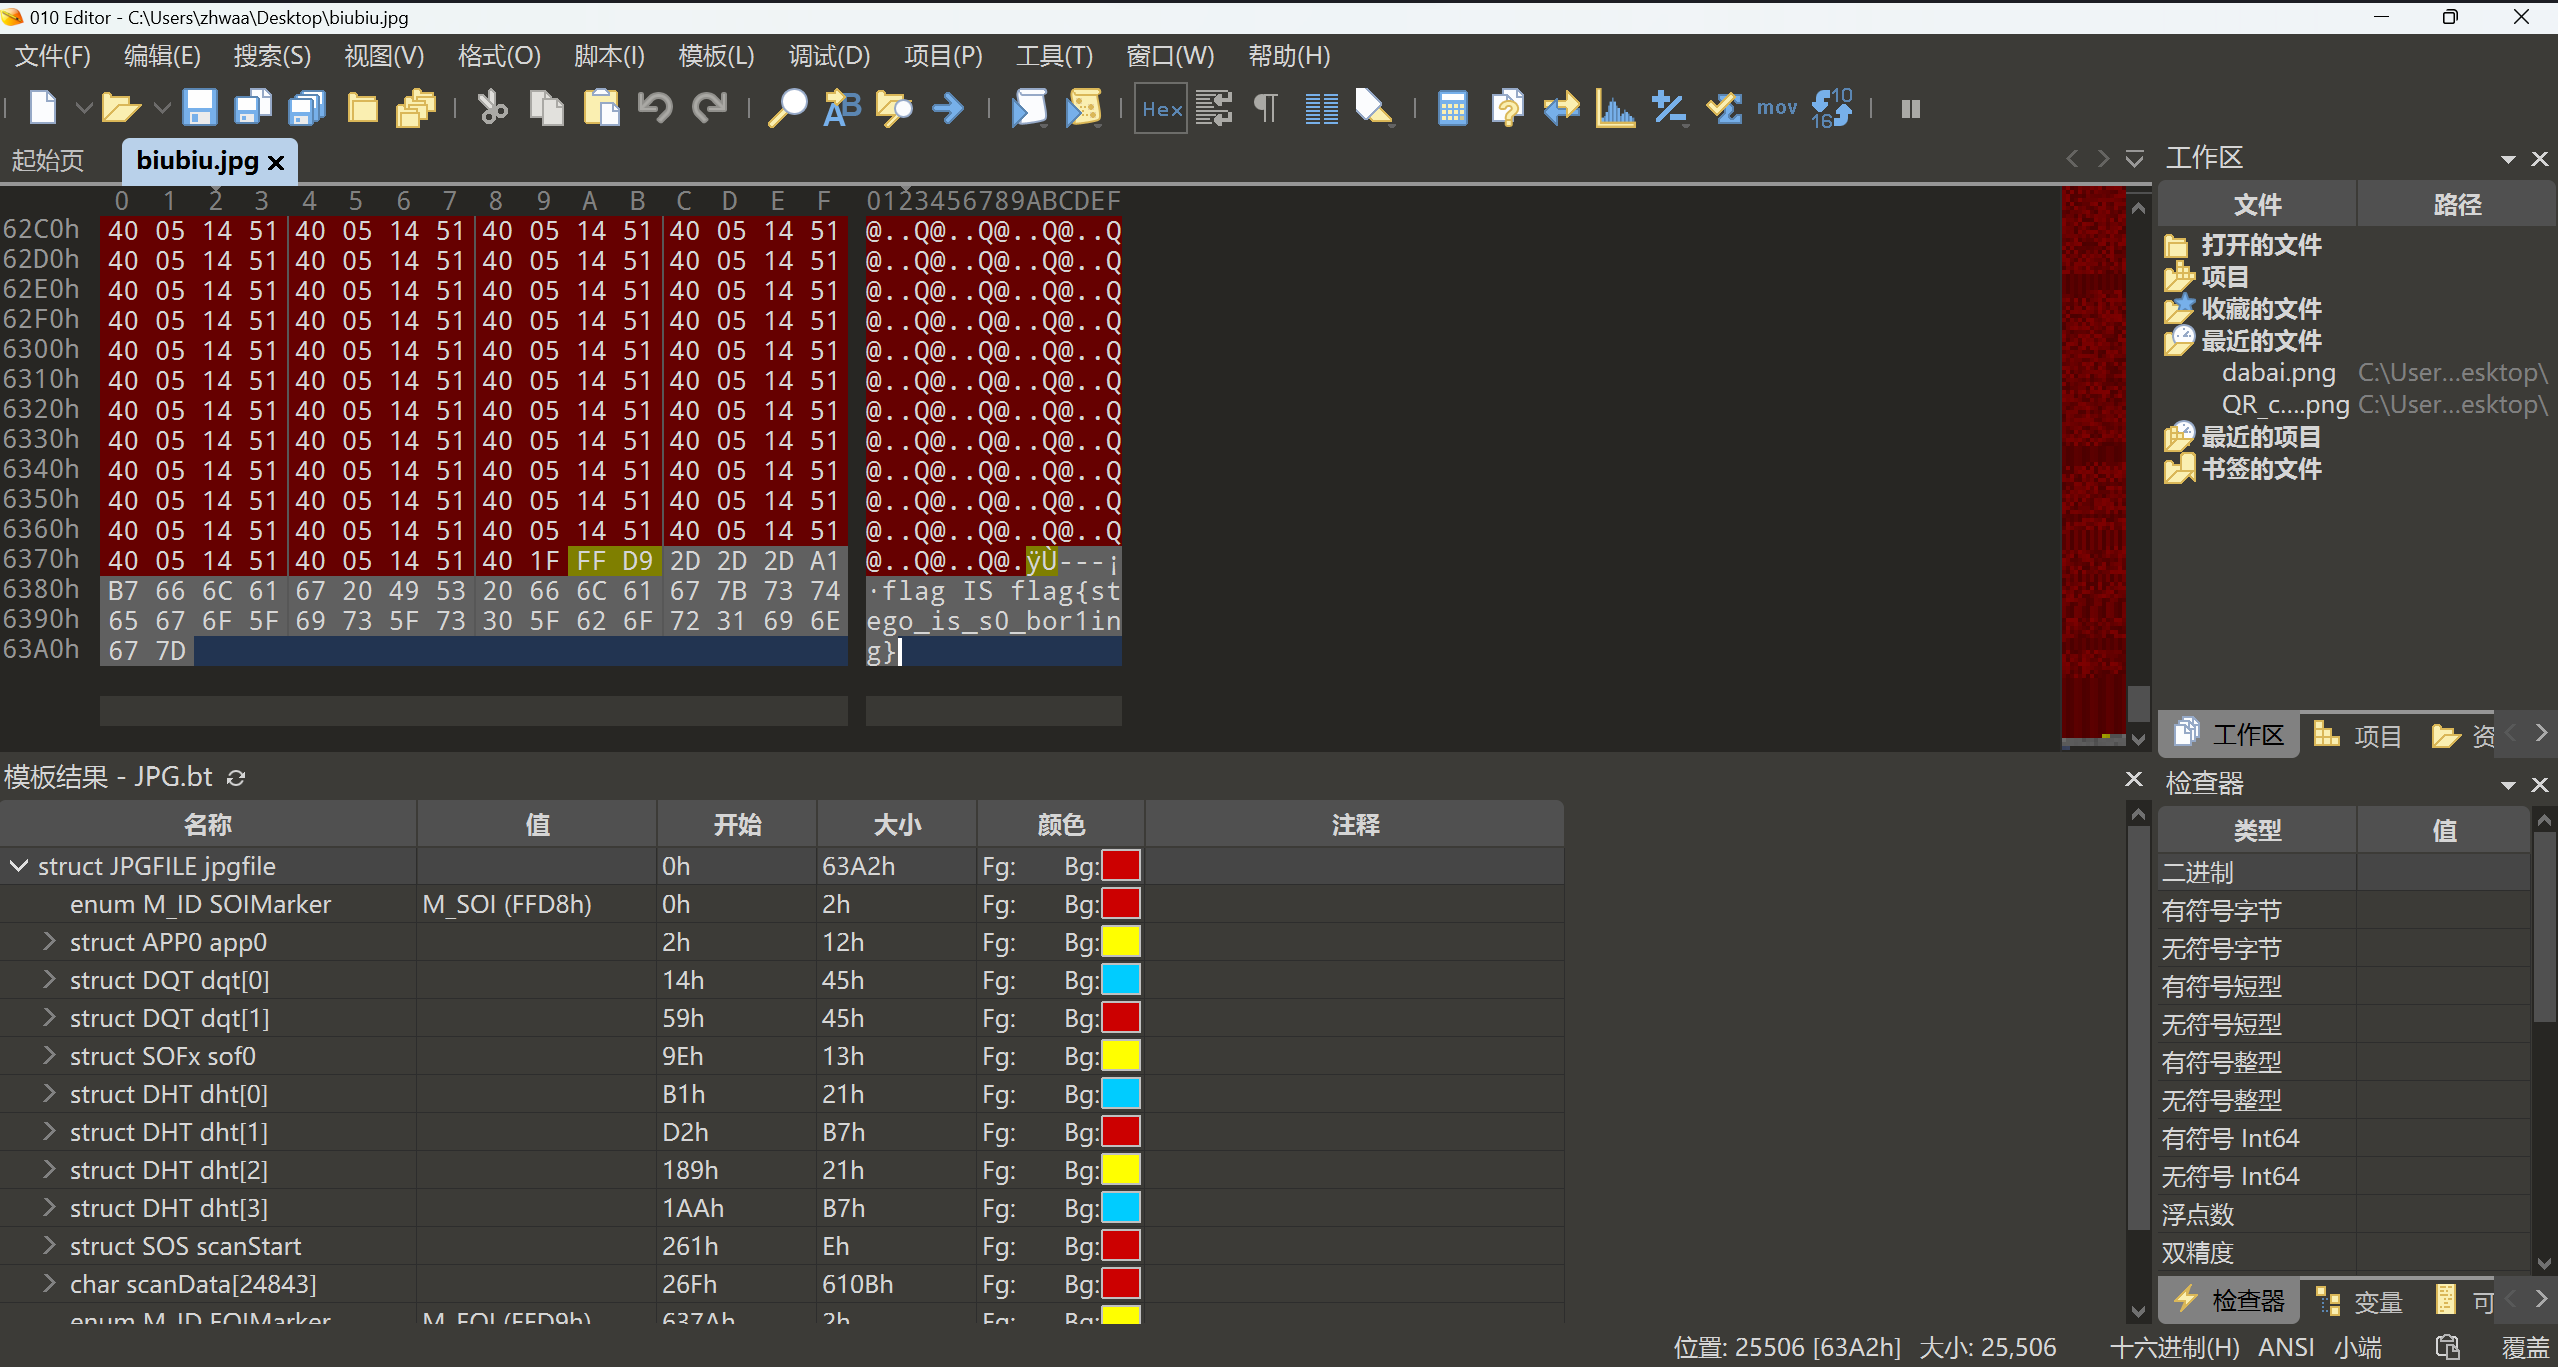 010 Editor - C:\Users\zhwaa\Desktop\biubiu.jpg
文件(F) 编辑(E) 搜索(S) 视图(V) 格式(O) 脚本(I) 模板(L) 调试(D) 项目(P) 工具(T) 窗口(W) 帮助(H)
Hex mov 10 16
起始页 biubiu.jpg
0 1 2 3 4 5 6 7 8 9 A B C D E F 0123456789ABCDEF
62C0h 40 05 14 51 40 05 14 51 40 05 14 51 40 05 14 51 @..Q@..Q@..Q@..Q
62D0h 40 05 14 51 40 05 14 51 40 05 14 51 40 05 14 51 @..Q@..Q@..Q@..Q
62E0h 40 05 14 51 40 05 14 51 40 05 14 51 40 05 14 51 @..Q@..Q@..Q@..Q
62F0h 40 05 14 51 40 05 14 51 40 05 14 51 40 05 14 51 @..Q@..Q@..Q@..Q
6300h 40 05 14 51 40 05 14 51 40 05 14 51 40 05 14 51 @..Q@..Q@..Q@..Q
6310h 40 05 14 51 40 05 14 51 40 05 14 51 40 05 14 51 @..Q@..Q@..Q@..Q
6320h 40 05 14 51 40 05 14 51 40 05 14 51 40 05 14 51 @..Q@..Q@..Q@..Q
6330h 40 05 14 51 40 05 14 51 40 05 14 51 40 05 14 51 @..Q@..Q@..Q@..Q
6340h 40 05 14 51 40 05 14 51 40 05 14 51 40 05 14 51 @..Q@..Q@..Q@..Q
6350h 40 05 14 51 40 05 14 51 40 05 14 51 40 05 14 51 @..Q@..Q@..Q@..Q
6360h 40 05 14 51 40 05 14 51 40 05 14 51 40 05 14 51 @..Q@..Q@..Q@..Q
6370h 40 05 14 51 40 05 14 51 40 1F FF D9 2D 2D 2D A1 @..Q@..Q@.ÿÙ---¡
6380h B7 66 6C 61 67 20 49 53 20 66 6C 61 67 7B 73 74 ·flag IS flag{st
6390h 65 67 6F 5F 69 73 5F 73 30 5F 62 6F 72 31 69 6E ego_is_s0_bor1in
63A0h 67 7D g}
工作区
文件 路径
打开的文件
项目
收藏的文件
最近的文件
dabai.png C:\User...esktop\
QR_c....png C:\User...esktop\
最近的项目
书签的文件
工作区 项目 资
模板结果 - JPG.bt
名称 值 开始 大小 颜色 注释
struct JPGFILE jpgfile 0h 63A2h Fg: Bg:
enum M_ID SOIMarker M_SOI (FFD8h) 0h 2h Fg: Bg:
struct APP0 app0 2h 12h Fg: Bg:
struct DQT dqt[0] 14h 45h Fg: Bg:
struct DQT dqt[1] 59h 45h Fg: Bg:
struct SOFx sof0 9Eh 13h Fg: Bg:
struct DHT dht[0] B1h 21h Fg: Bg:
struct DHT dht[1] D2h B7h Fg: Bg:
struct DHT dht[2] 189h 21h Fg: Bg:
struct DHT dht[3] 1AAh B7h Fg: Bg:
struct SOS scanStart 261h Eh Fg: Bg:
char scanData[24843] 26Fh 610Bh Fg: Bg:
enum M_ID EOIMarker M_EOI (FFD9h) 637Ah 2h Fg: Bg:
检查器
类型 值
二进制
有符号字节
无符号字节
有符号短型
无符号短型
有符号整型
无符号整型
有符号 Int64
无符号 Int64
浮点数
双精度
检查器 变量 可
位置: 25506 [63A2h] 大小: 25,506 十六进制(H) ANSI 小端 覆盖